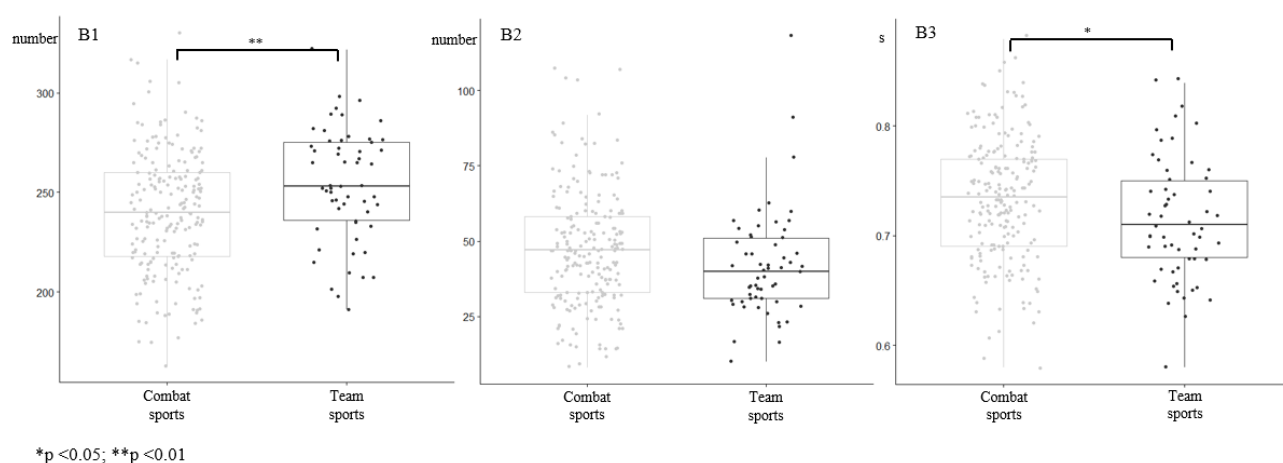 number
B1
**
300
250
200
Combat
sports
Team
sports
number
B2
100
75
50
25
Combat
sports
Team
sports
s
B3
*
0.8
0.7
0.6
Combat
sports
Team
sports
*p <0.05; **p <0.01